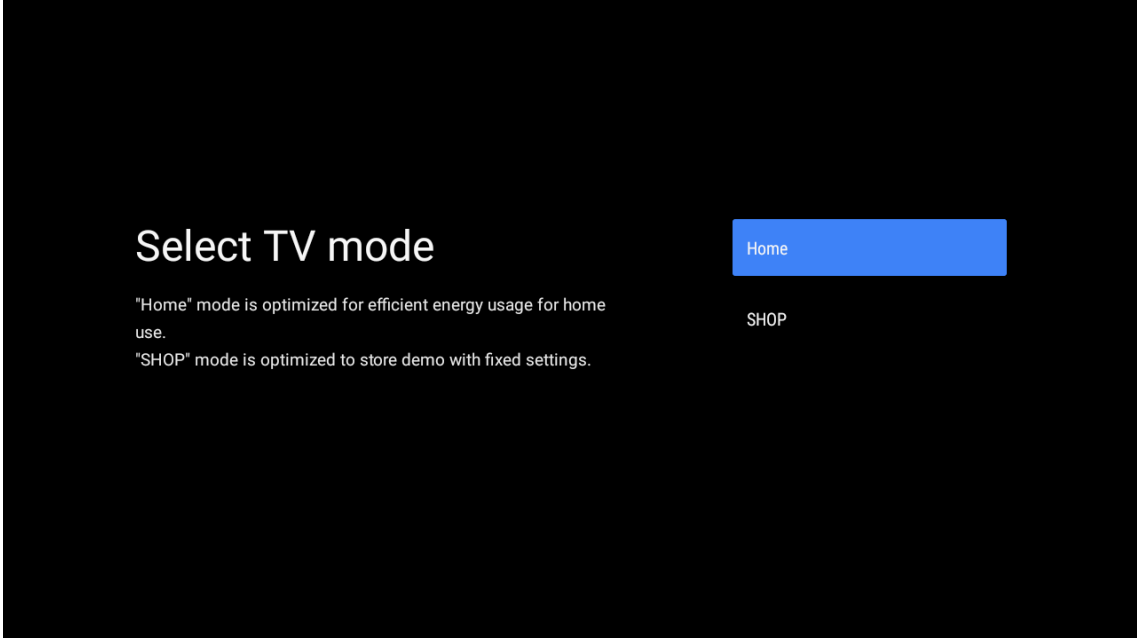 Select TV mode
"Home" mode is optimized for efficient energy usage for home
use.
"SHOP" mode is optimized to store demo with fixed settings.
Home
SHOP